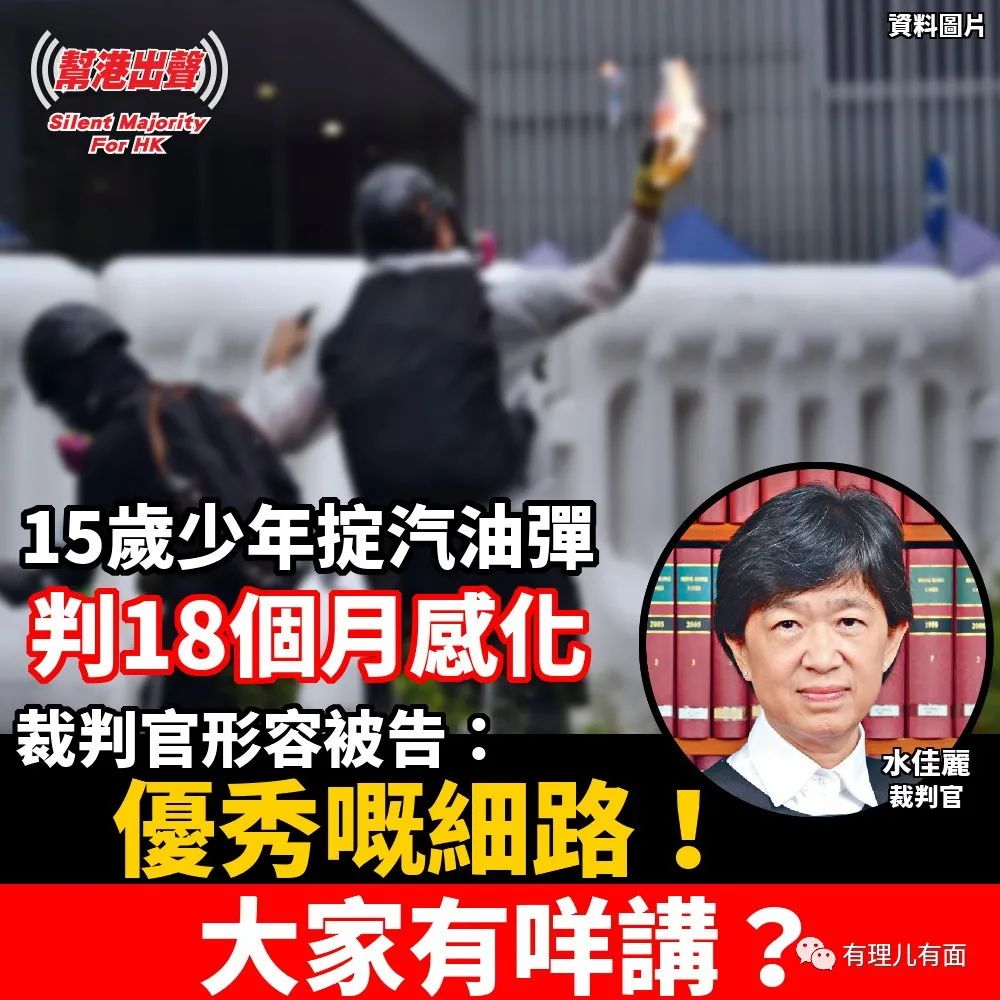 資料圖片
幫港出聲
Silent Majority
For HK
15歲少年掟汽油彈
判18個月感化
裁判官形容被告：
優秀嘅細路！
水佳麗
裁判官
大家有咩講？
有理儿有面